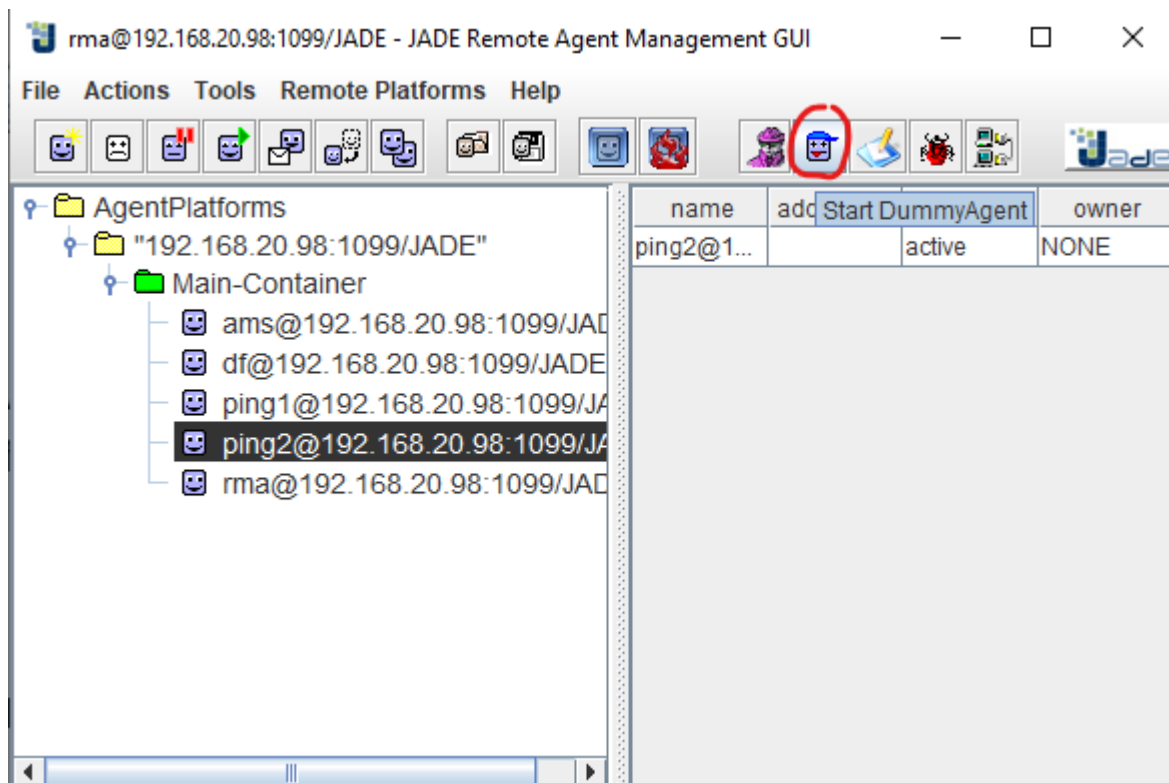 rma@192.168.20.98:1099/JADE - JADE Remote Agent Management GUI
File Actions Tools Remote Platforms Help
Jade
AgentPlatforms
"192.168.20.98:1099/JADE"
Main-Container
ams@192.168.20.98:1099/JAD
df@192.168.20.98:1099/JADE
ping1@192.168.20.98:1099/JA
ping2@192.168.20.98:1099/JA
rma@192.168.20.98:1099/JAD
name add owner
Start DummyAgent
ping2@1... active NONE